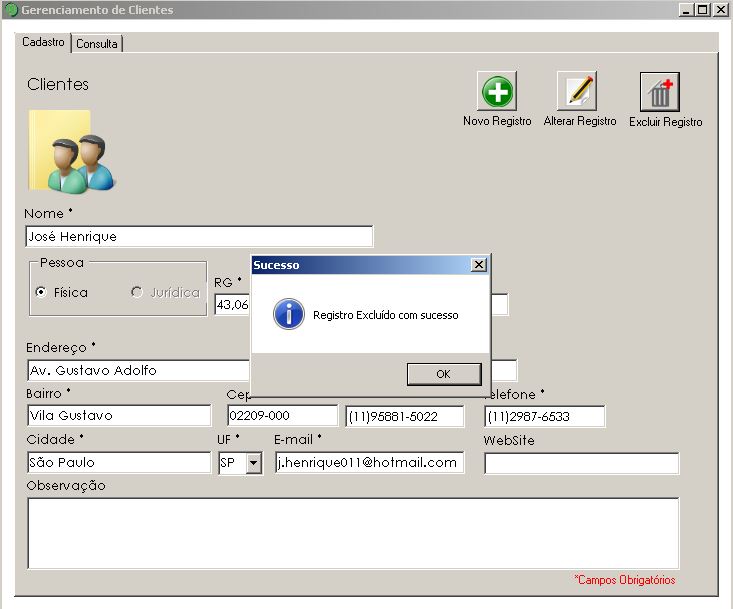 Gerenciamento de Clientes
Cadastro
Consulta
Clientes
Novo Registro
Alterar Registro
Excluir Registro
Nome *
José Henrique
Pessoa
Física
Jurídica
RG *
43,06
Sucesso
Registro Excluído com sucesso
OK
Endereço *
Av. Gustavo Adolfo
Bairro *
Cep
elefone *
Vila Gustavo
02209-000
(11)95881-5022
(11)2987-6533
Cidade *
UF *
E-mail *
WebSite
São Paulo
SP
j.henrique011@hotmail.com
Observação
*Campos Obrigatórios